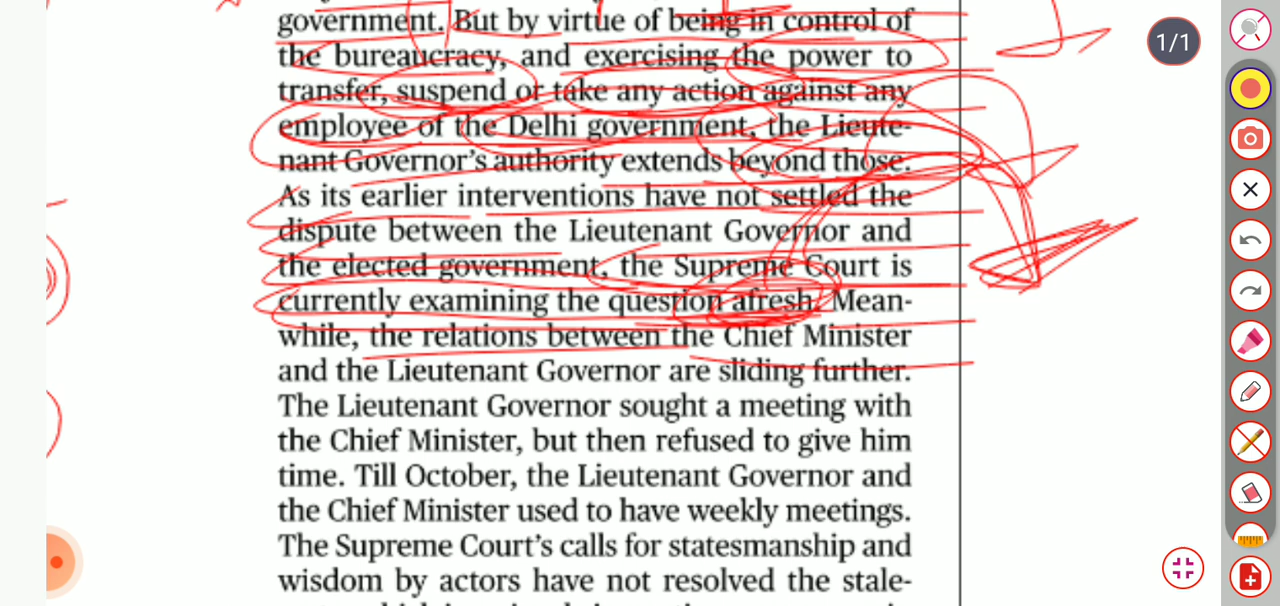 government. But by virtue of being in control of
the bureaucracy, and exercising the power to
transfer, suspend or take any action against any
employee of the Delhi government, the Lieute-
nant Governor's authority extends beyond those.
As its earlier interventions have not settled the
dispute between the Lieutenant Governor and
the elected government, the Supreme Court is
currently examining the question afresh. Mean-
while, the relations between the Chief Minister
and the Lieutenant Governor are sliding further.
The Lieutenant Governor sought a meeting with
the Chief Minister, but then refused to give him
time. Till October, the Lieutenant Governor and
the Chief Minister used to have weekly meetings.
The Supreme Court's calls for statesmanship and
wisdom by actors have not resolved the stale-
1/1